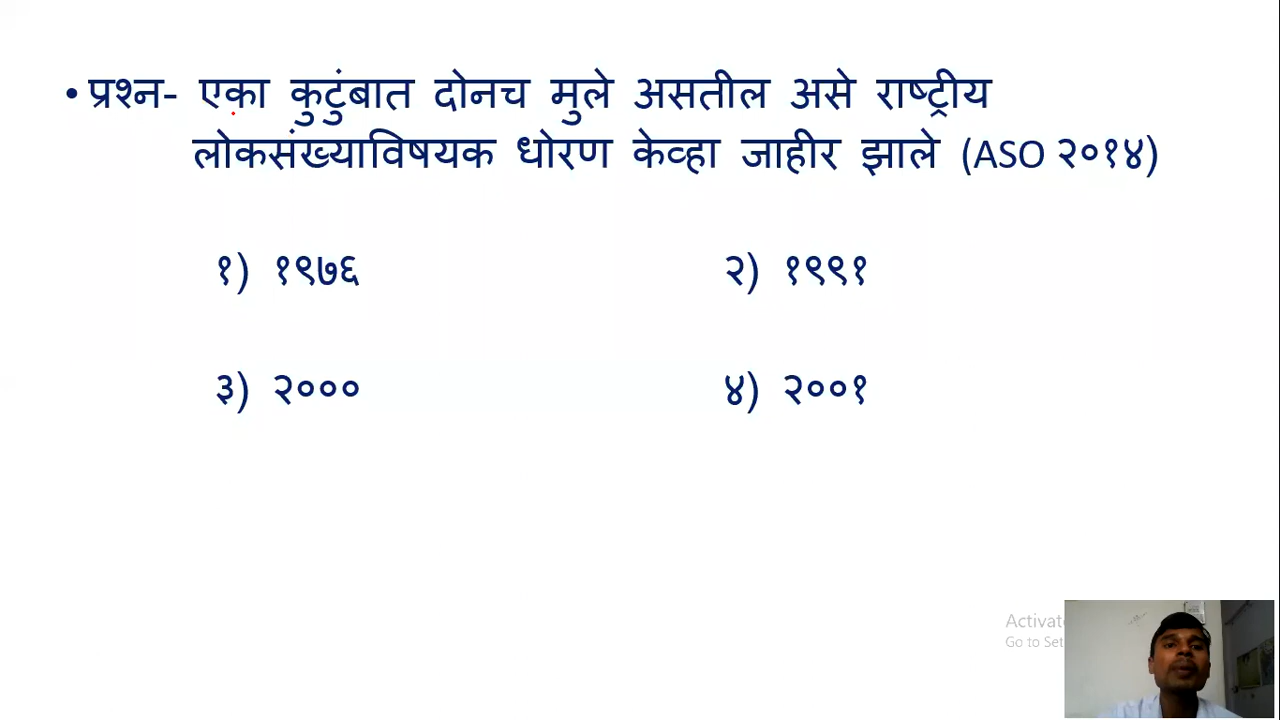 • प्रश्न- एका कुटुंबात दोनच मुले असतील असे राष्ट्रीय
लोकसंख्याविषयक धोरण केव्हा जाहीर झाले (ASO २०१४)
१) १९७६ २) १९९१
३) २००० ४) २००१
Activat
Go to Set